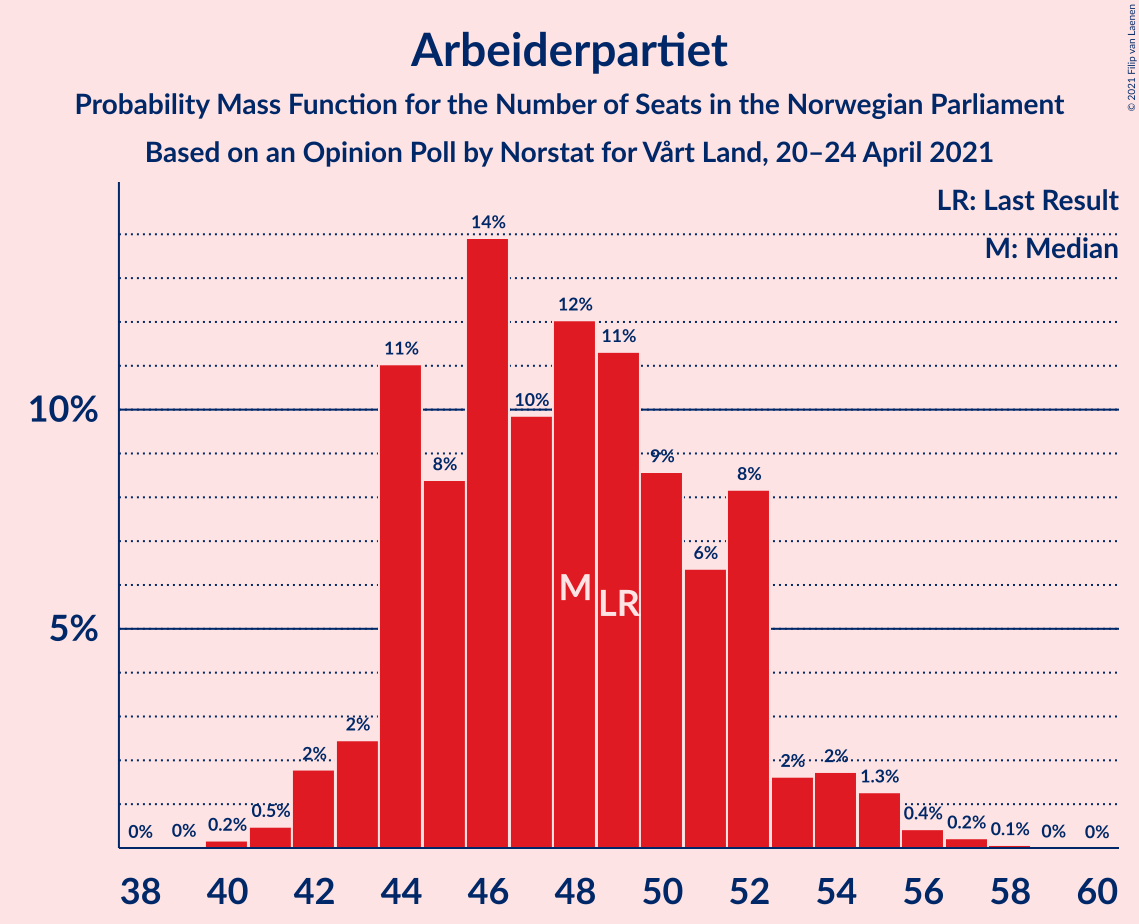 Arbeiderpartiet
Probability Mass Function for the Number of Seats in the Norwegian Parliament
Based on an Opinion Poll by Norstat for Vårt Land, 20–24 April 2021
© 2021 Filip van Laenen
LR: Last Result
M: Median
10%
5%
0% 0% 0.2% 0.5% 2% 2% 11% 8% 14% 10% 12% 11% 9% 6% 8% 2% 2% 1.3% 0.4% 0.2% 0.1% 0% 0%
M LR
38 40 42 44 46 48 50 52 54 56 58 60